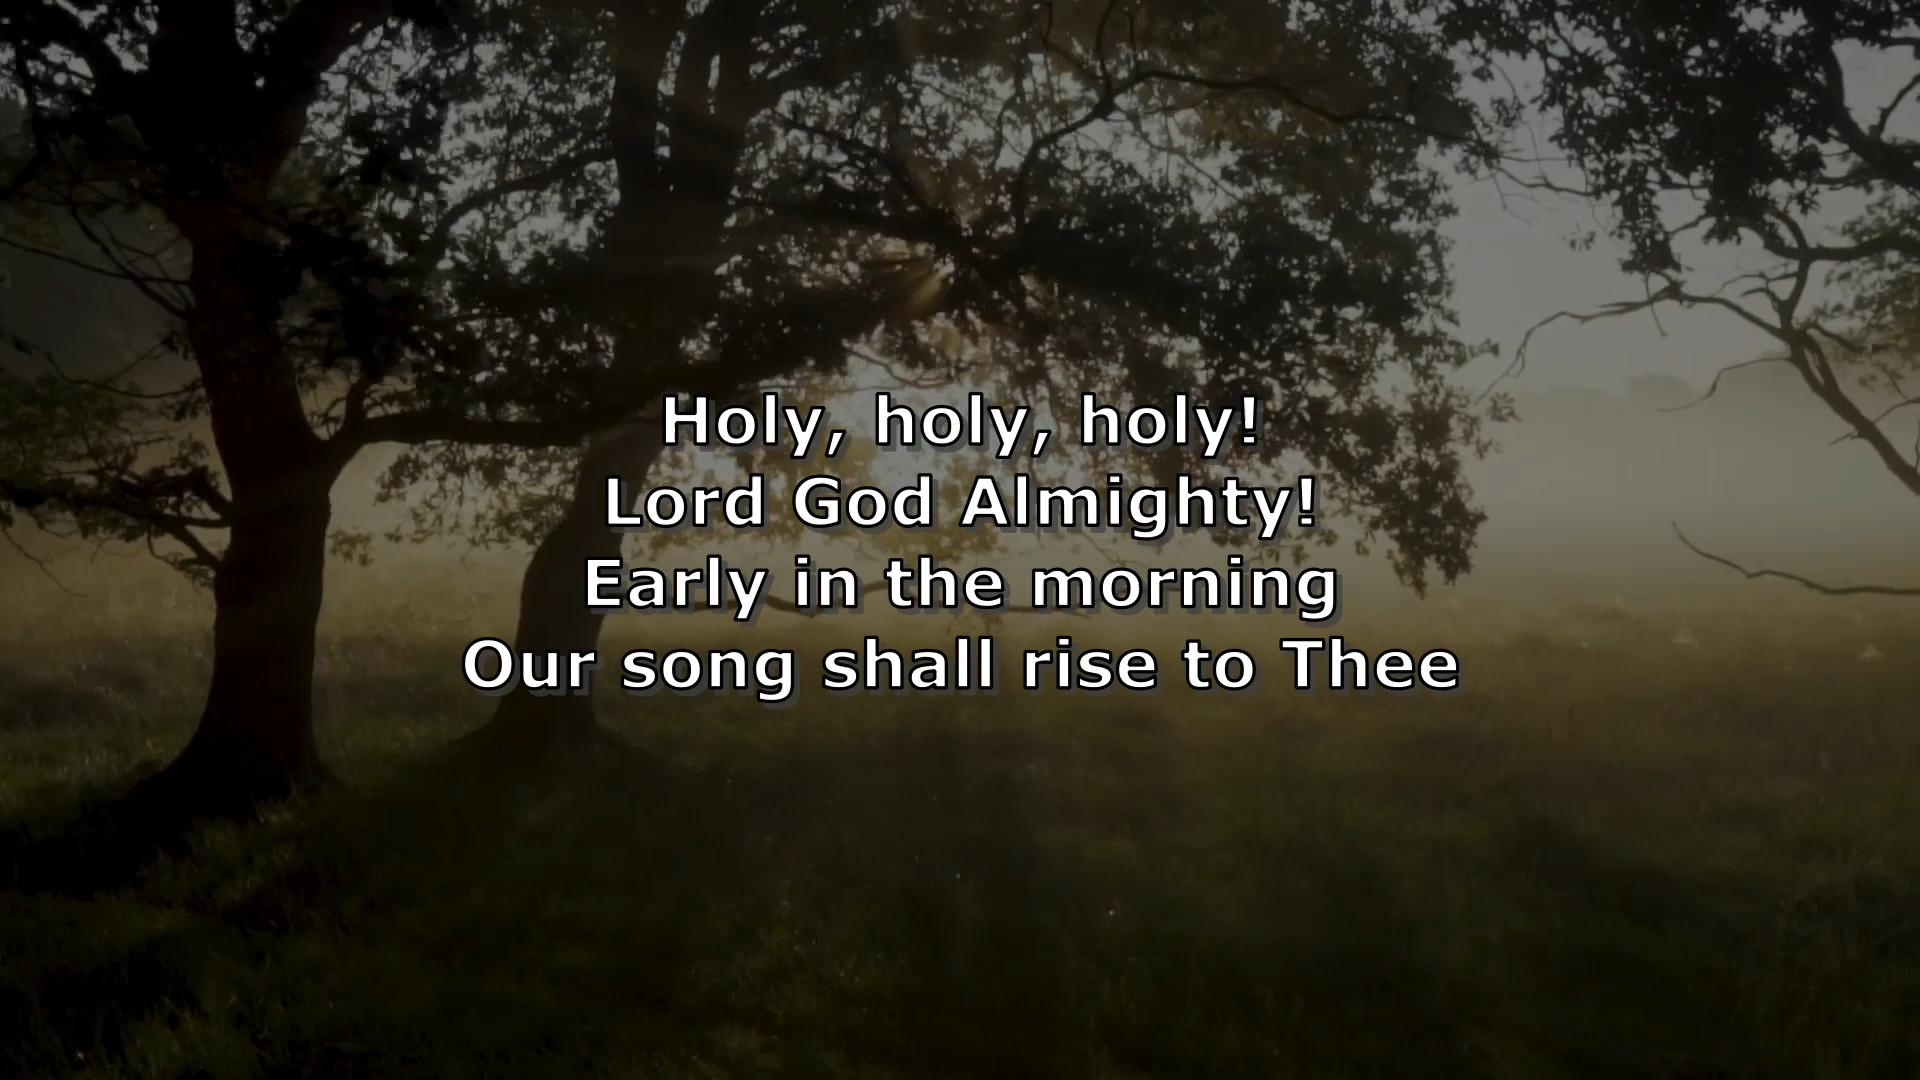 Holy, holy, holy!
Lord God Almighty!
Early in the morning
Our song shall rise to Thee